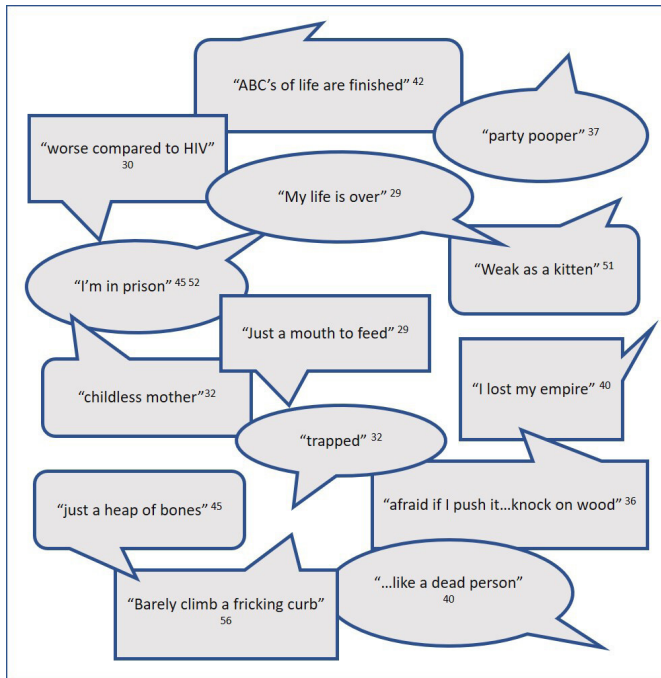 “ABC’s of life are finished” 42
“party pooper” 37
“worse compared to HIV”
30
“My life is over” 29
“Weak as a kitten” 51
“I’m in prison” 45 52
“Just a mouth to feed” 29
“childless mother”32
“I lost my empire” 40
“trapped” 32
“just a heap of bones” 45
“afraid if I push it...knock on wood” 36
“...like a dead person”
40
“Barely climb a fricking curb”
56